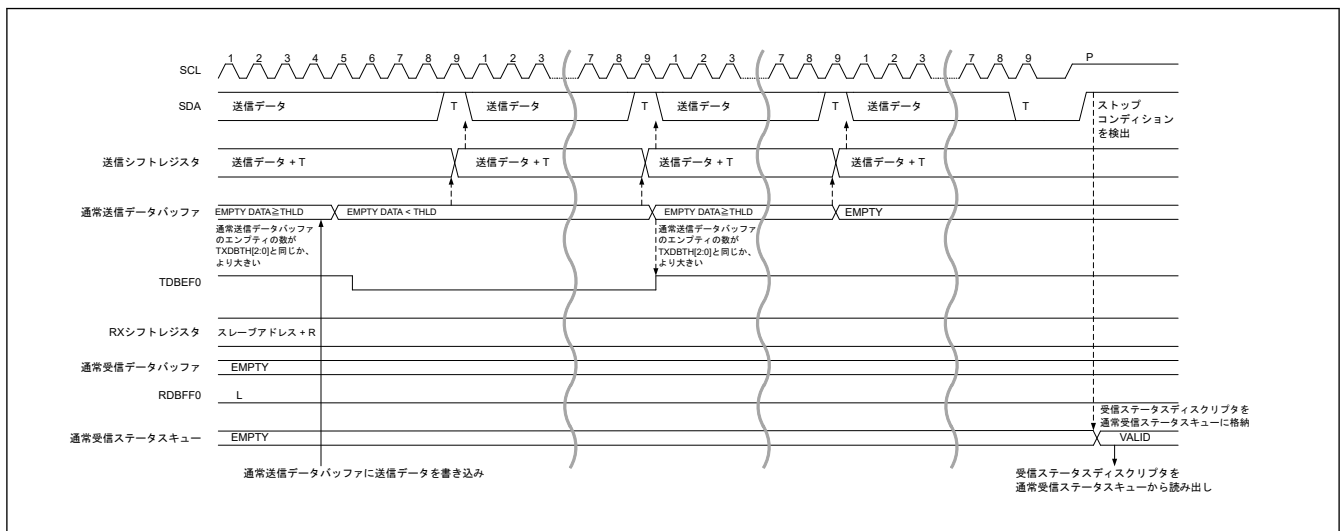 SCL
1 2 3 4 5 6 7 8 9 1 2 3 7 8 9 1 2 3 7 8 9 1 2 3 7 8 9 P
SDA
送信データ T 送信データ T 送信データ T 送信データ T
ストップ
コンディション
を検出
送信シフトレジスタ
送信データ + T 送信データ + T 送信データ + T 送信データ + T
通常送信データバッファ
EMPTY DATA≧THLD EMPTY DATA < THLD EMPTY DATA≧THLD EMPTY
通常送信データバッファ
のエンプティの数が
TXDBTH[2:0]と同じか、
より大きい
通常送信データバッファ
のエンプティの数が
TXDBTH[2:0]と同じか、
より大きい
TDBEF0
RXシフトレジスタ
スレーブアドレス + R
通常受信データバッファ
EMPTY
RDBFF0
L
受信ステータスディスクリプタを
通常受信ステータスキューに格納
通常受信ステータスキュー
EMPTY VALID
通常送信データバッファに送信データを書き込み
受信ステータスディスクリプタを
通常受信ステータスキューから読み出し